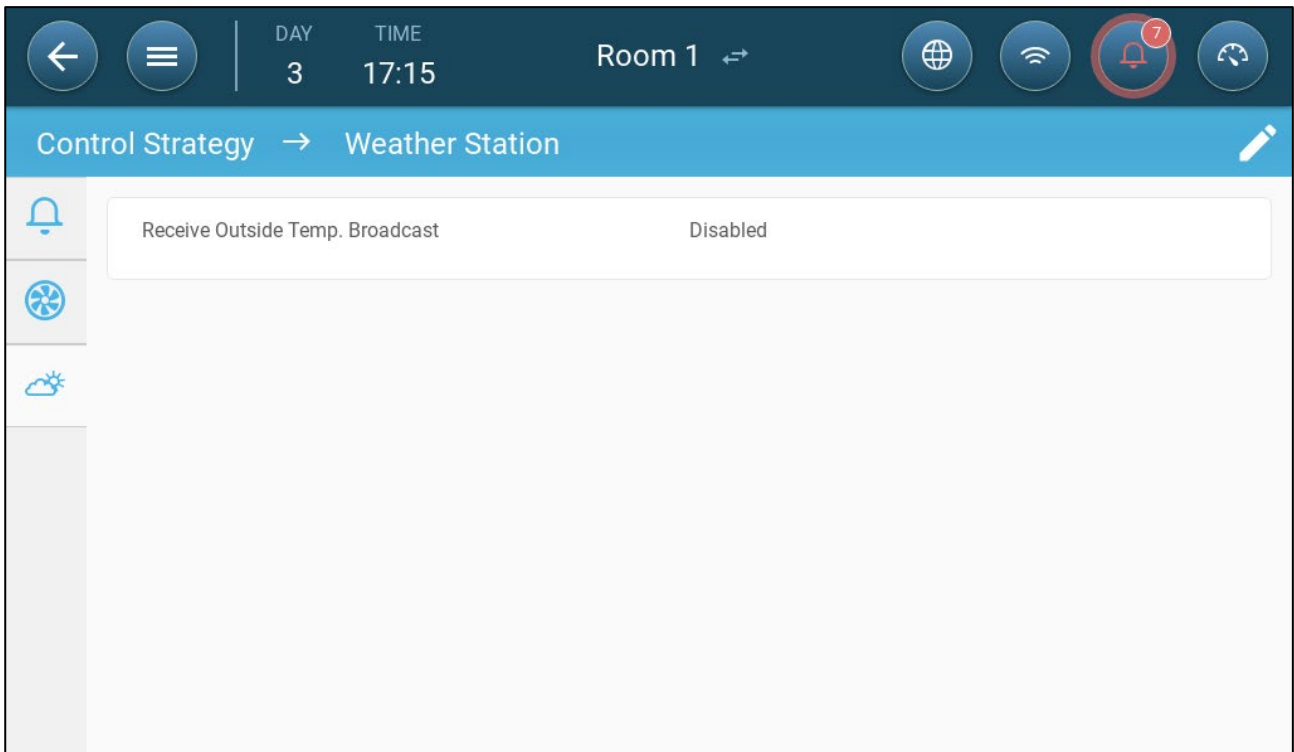 DAY TIME
3 17:15
Room 1
7
Control Strategy → Weather Station
Receive Outside Temp. Broadcast Disabled